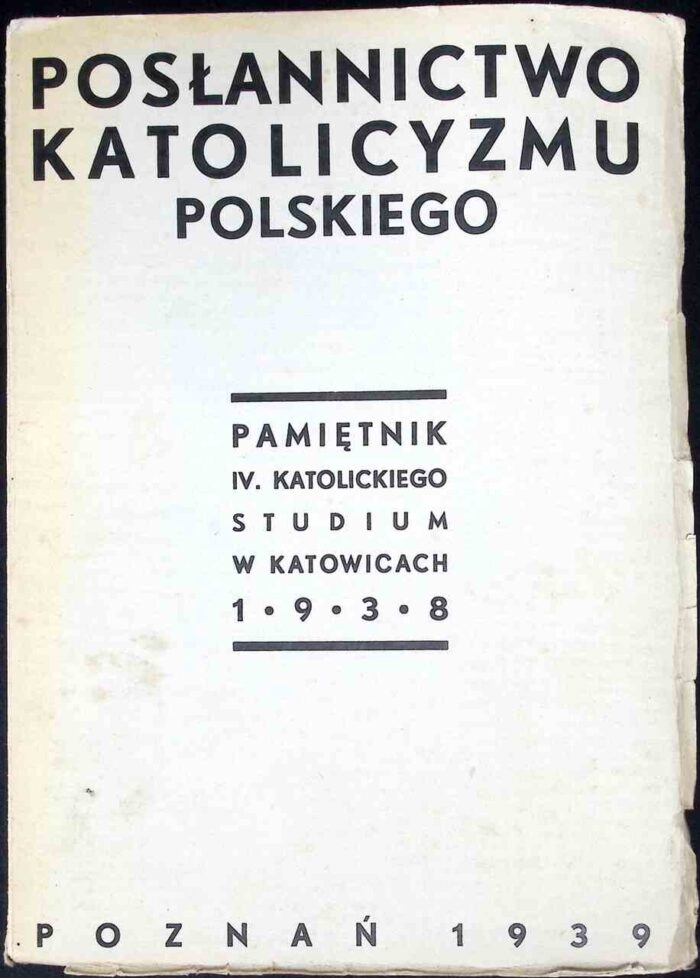 POSŁANNICTWO
KATOLICYZMU
POLSKIEGO
PAMIĘTNIK
IV. KATOLICKIEGO
STUDIUM
W KATOWICACH
1•9•3•8
POZNAŃ 1939